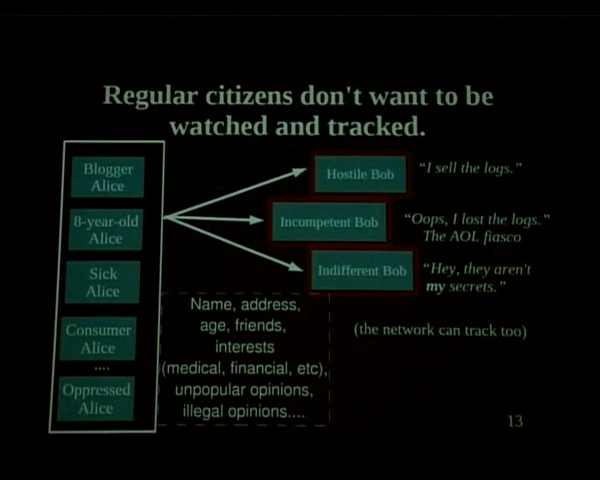 Regular citizens don't want to be
watched and tracked.
Blogger
Alice
8-year-old
Alice
Sick
Alice
Consumer
Alice
....
Oppressed
Alice
Hostile Bob
"I sell the logs."
Incompetent Bob
"Oops, I lost the logs."
The AOL fiasco
Indifferent Bob
"Hey, they aren't
my secrets."
Name, address,
age, friends,
interests
(medical, financial, etc),
unpopular opinions,
illegal opinions....
(the network can track too)
13